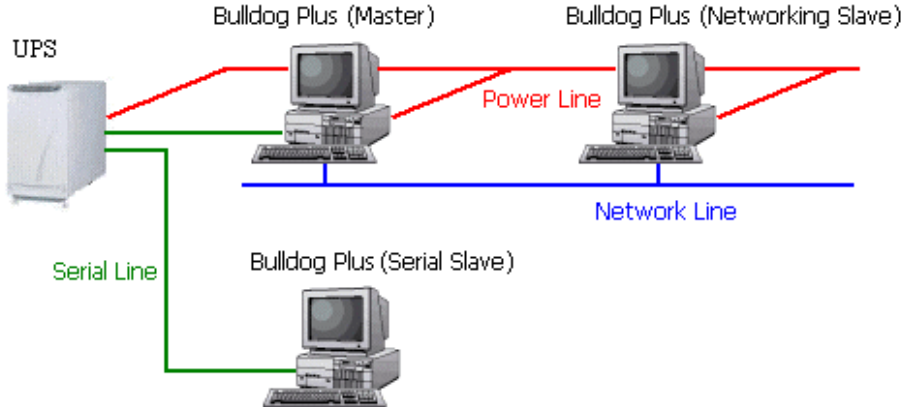 Bulldog Plus (Master)
Bulldog Plus (Networking Slave)
UPS
Power Line
Network Line
Bulldog Plus (Serial Slave)
Serial Line